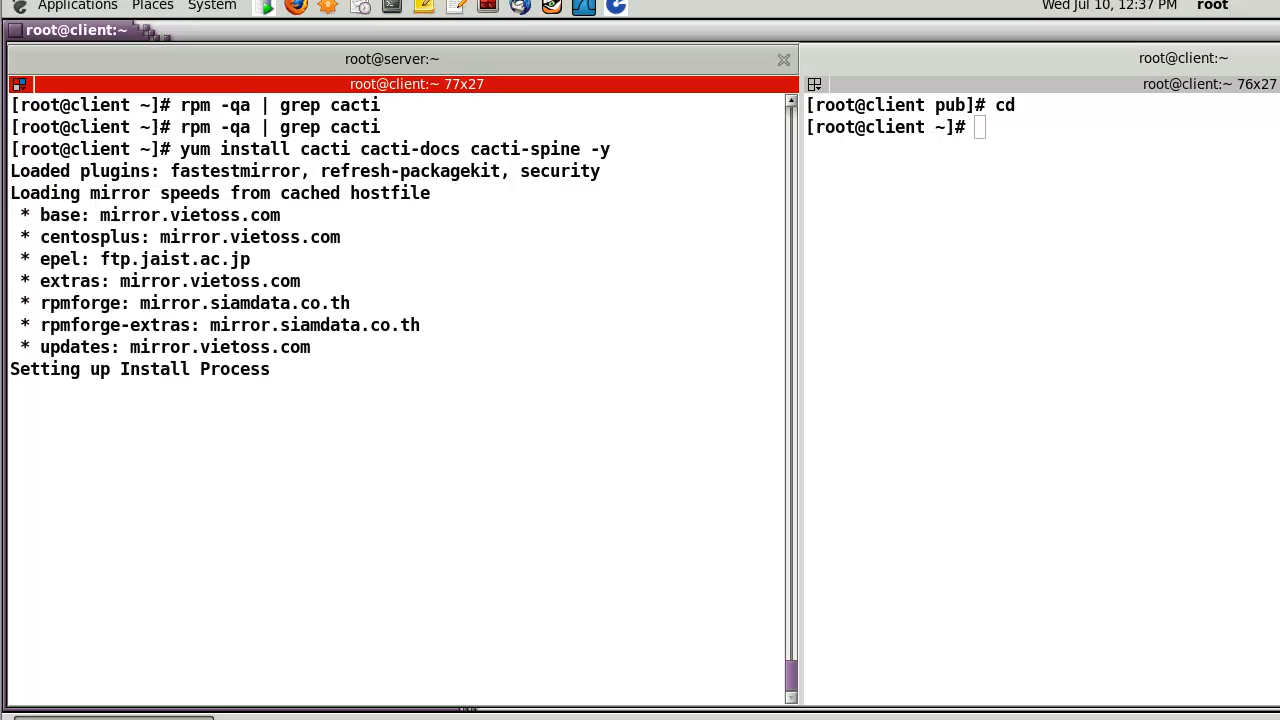 Applications Places System Wed Jul 10, 12:37 PM root
root@client:~
root@server:~
root@client:~
root@client:~ 77x27
root@client:~ 76x27
[root@client ~]# rpm -qa | grep cacti
[root@client ~]# rpm -qa | grep cacti
[root@client ~]# yum install cacti cacti-docs cacti-spine -y
Loaded plugins: fastestmirror, refresh-packagekit, security
Loading mirror speeds from cached hostfile
* base: mirror.vietoss.com
* centosplus: mirror.vietoss.com
* epel: ftp.jaist.ac.jp
* extras: mirror.vietoss.com
* rpmforge: mirror.siamdata.co.th
* rpmforge-extras: mirror.siamdata.co.th
* updates: mirror.vietoss.com
Setting up Install Process
[root@client pub]# cd
[root@client ~]#